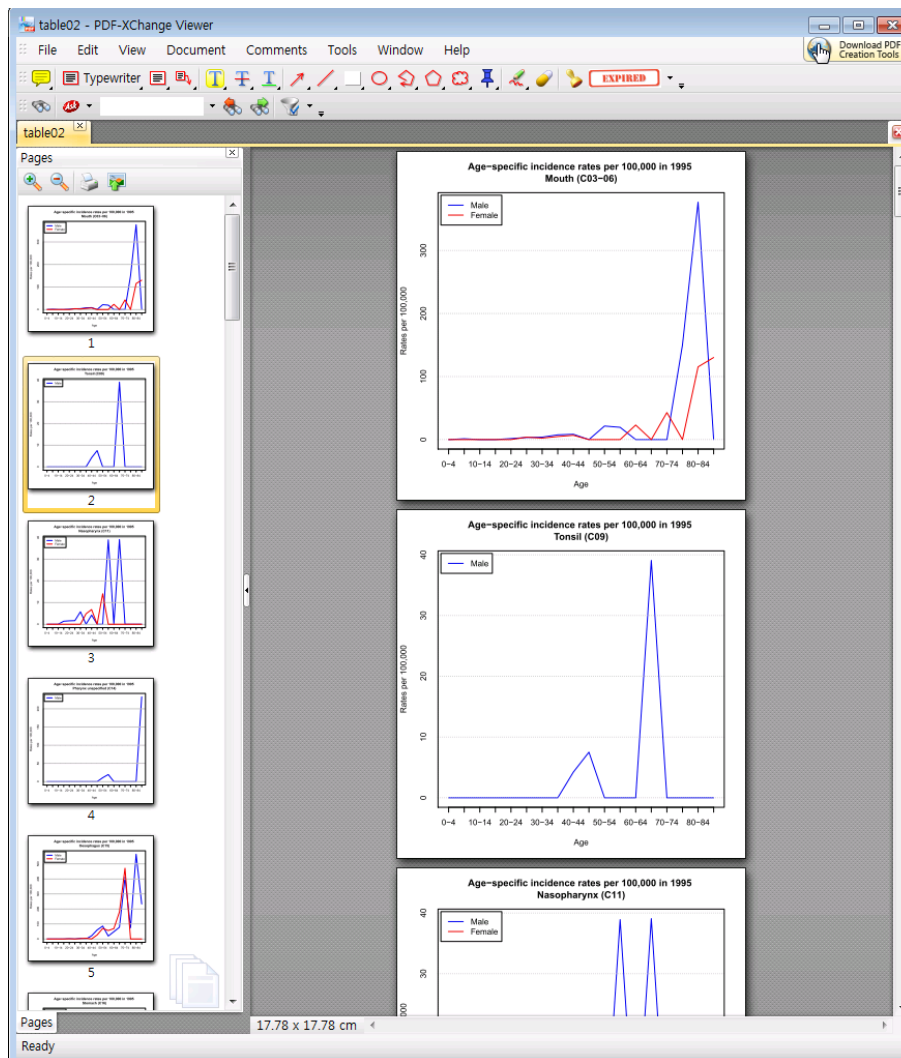 table02 - PDF-XChange Viewer
File Edit View Document Comments Tools Window Help
Download PDF
Creation Tools
Typewriter
EXPIRED
table02
Pages
1
2
3
4
5
Age-specific incidence rates per 100,000 in 1995
Mouth (C03-06)
Male
Female
Rates per 100,000
0
100
200
300
0-4 10-14 20-24 30-34 40-44 50-54 60-64 70-74 80-84
Age
Age-specific incidence rates per 100,000 in 1995
Tonsil (C09)
Male
Rates per 100,000
0
10
20
30
40
0-4 10-14 20-24 30-34 40-44 50-54 60-64 70-74 80-84
Age
Age-specific incidence rates per 100,000 in 1995
Nasopharynx (C11)
Male
Female
40
30
Pages
17.78 x 17.78 cm
Ready